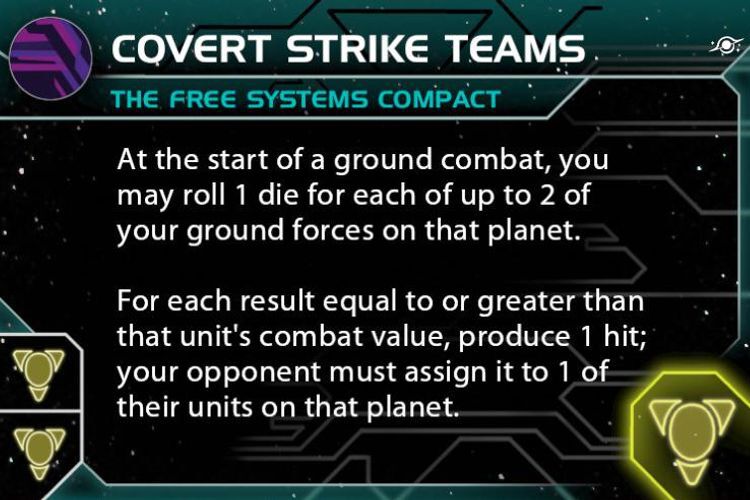 COVERT STRIKE TEAMS
THE FREE SYSTEMS COMPACT
At the start of a ground combat, you
may roll 1 die for each of up to 2 of
your ground forces on that planet.
For each result equal to or greater than
that unit's combat value, produce 1 hit;
your opponent must assign it to 1 of
their units on that planet.